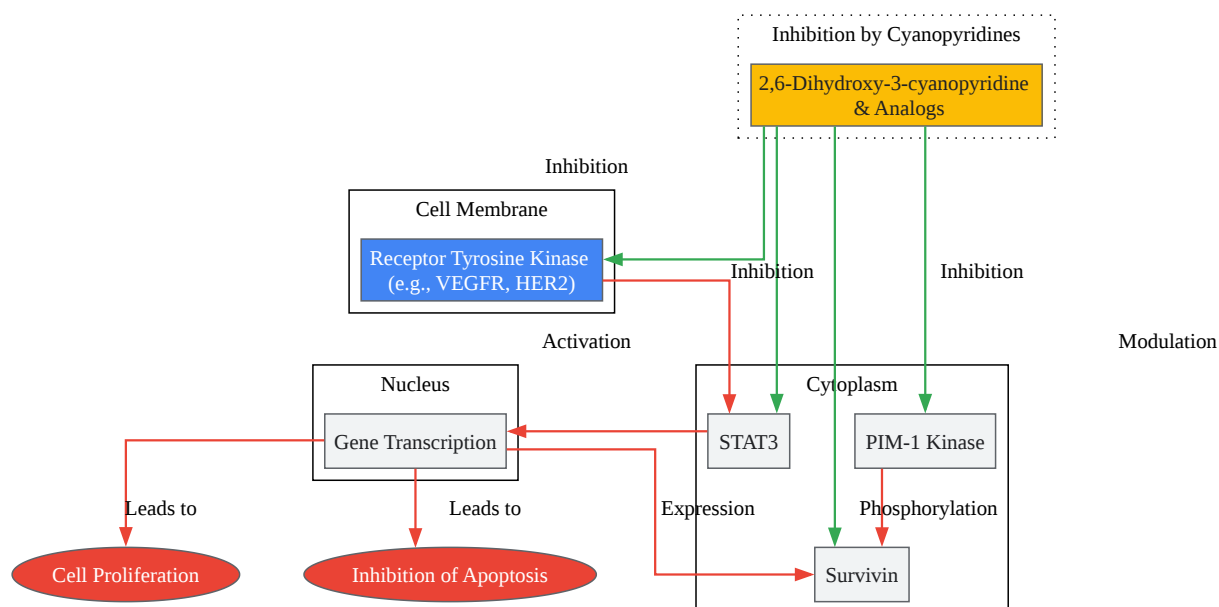 Inhibition by Cyanopyridines
2,6-Dihydroxy-3-cyanopyridine
& Analogs
Inhibition
Cell Membrane
Receptor Tyrosine Kinase
(e.g., VEGFR, HER2)
Inhibition
Inhibition
Activation
Modulation
Nucleus
Cytoplasm
Gene Transcription
STAT3
PIM-1 Kinase
Leads to
Leads to
Expression
Phosphorylation
Cell Proliferation
Inhibition of Apoptosis
Survivin